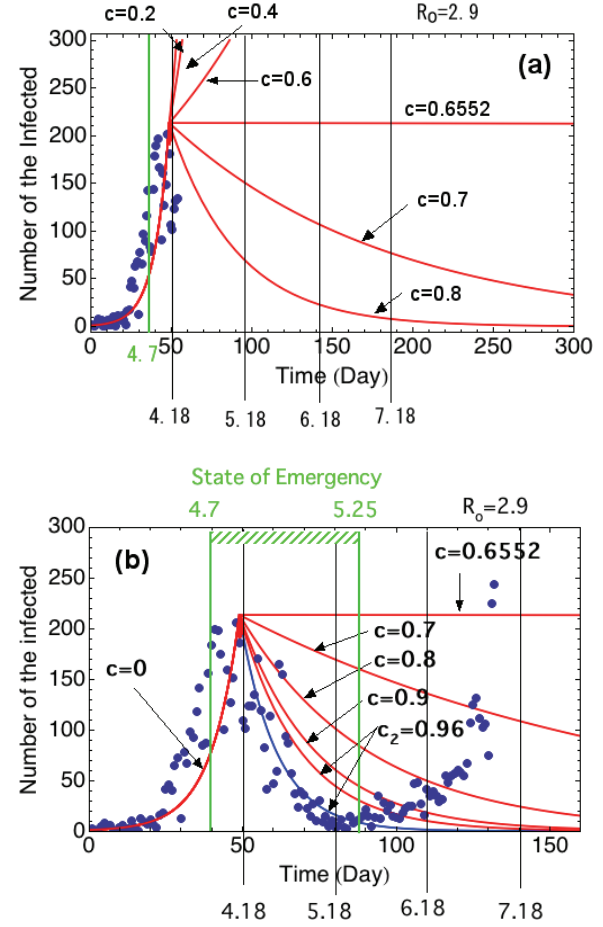 c=0.2 c=0.4 R₀=2.9
(a)
c=0.6
c=0.6552
c=0.7
c=0.8
Number of the Infected
300
250
200
150
100
50
0
0 50 100 150 200 250 300
4.7
Time (Day)
4.18 5.18 6.18 7.18
State of Emergency
4.7 5.25 Rₒ=2.9
(b)
c=0.6552
c=0.7
c=0.8
c=0
c=0.9
c₂=0.96
Number of the infected
300
250
200
150
100
50
0
0 50 100 150
Time (Day)
4.18 5.18 6.18 7.18